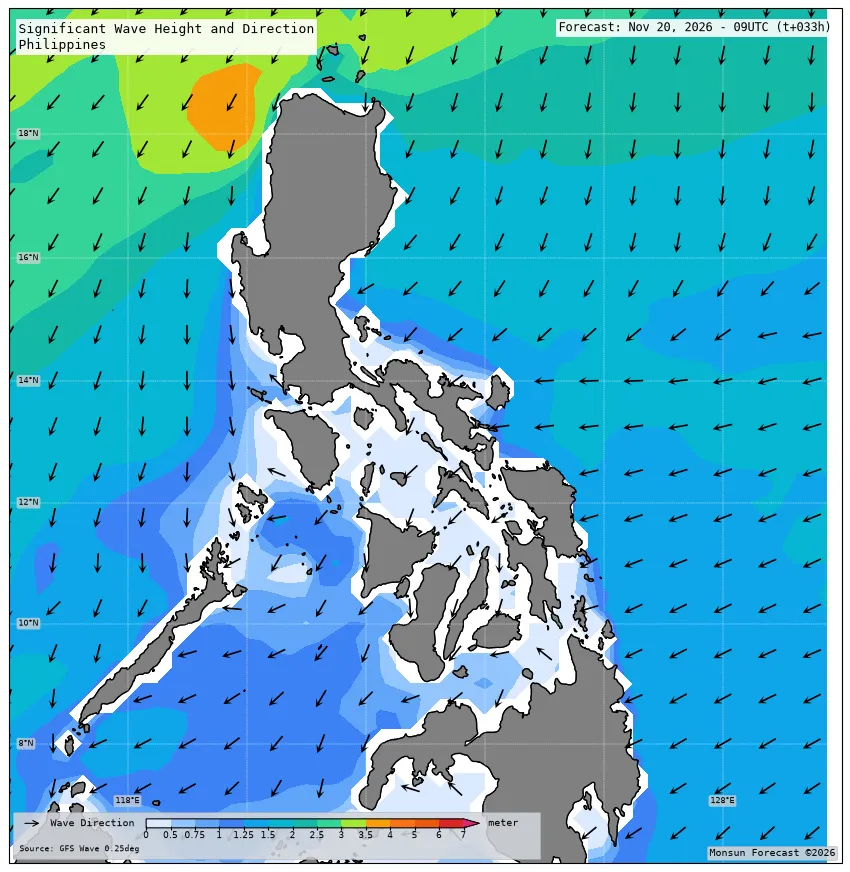 Significant Wave Height and Direction
Philippines
Forecast: Nov 20, 2026 - 09UTC (t+033h)
18°N
16°N
14°N
12°N
10°N
8°N
118°E
128°E
Wave Direction
0 0.5 0.75 1 1.25 1.5 2 2.5 3 3.5 4 5 6 7
meter
Source: GFS Wave 0.25deg
Monsun Forecast ©2026